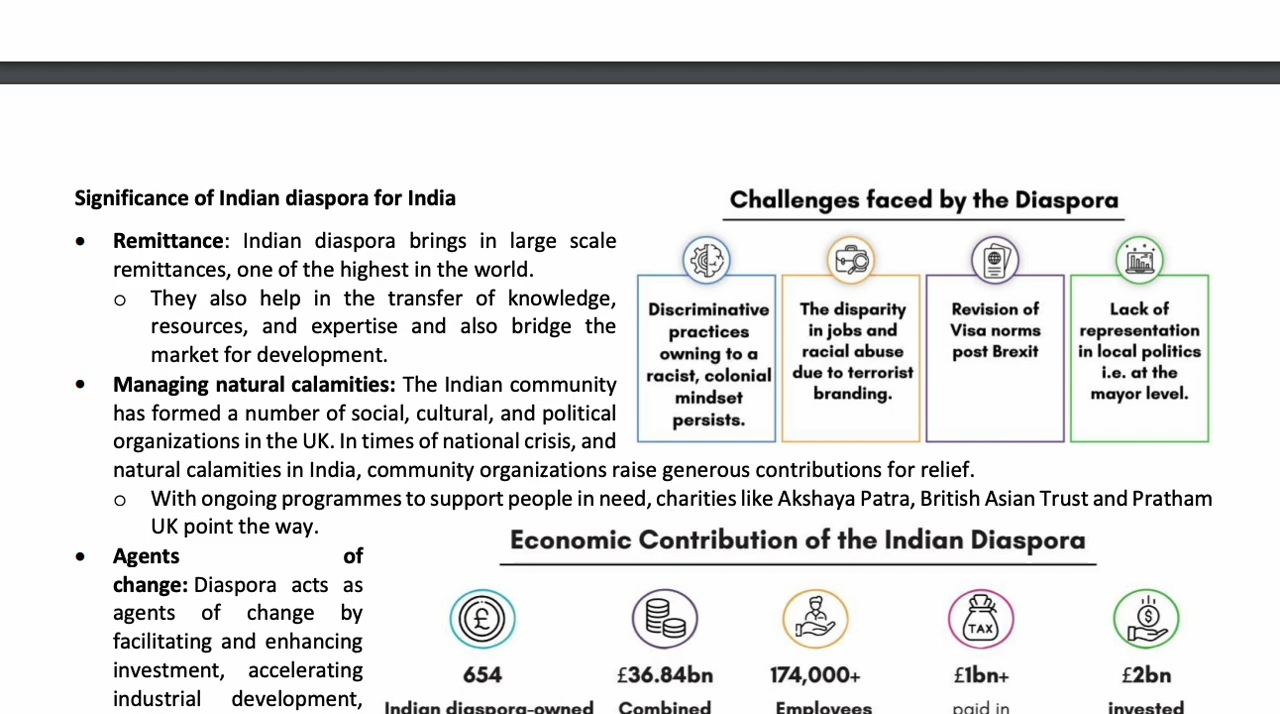 Significance of Indian diaspora for India
• Remittance: Indian diaspora brings in large scale
remittances, one of the highest in the world.
o They also help in the transfer of knowledge,
resources, and expertise and also bridge the
market for development.
• Managing natural calamities: The Indian community
has formed a number of social, cultural, and political
organizations in the UK. In times of national crisis, and
natural calamities in India, community organizations raise generous contributions for relief.
o With ongoing programmes to support people in need, charities like Akshaya Patra, British Asian Trust and Pratham
UK point the way.
• Agents of
change: Diaspora acts as
agents of change by
facilitating and enhancing
investment, accelerating
industrial development,
Challenges faced by the Diaspora
Discriminative
practices
owning to a
racist, colonial
mindset
persists.
The disparity
in jobs and
racial abuse
due to terrorist
branding.
Revision of
Visa norms
post Brexit
Lack of
representation
in local politics
i.e. at the
mayor level.
Economic Contribution of the Indian Diaspora
£
654
Indian diaspora-owned
£36.84bn
Combined
174,000+
Employees
TAX
£1bn+
paid in
$
£2bn
invested